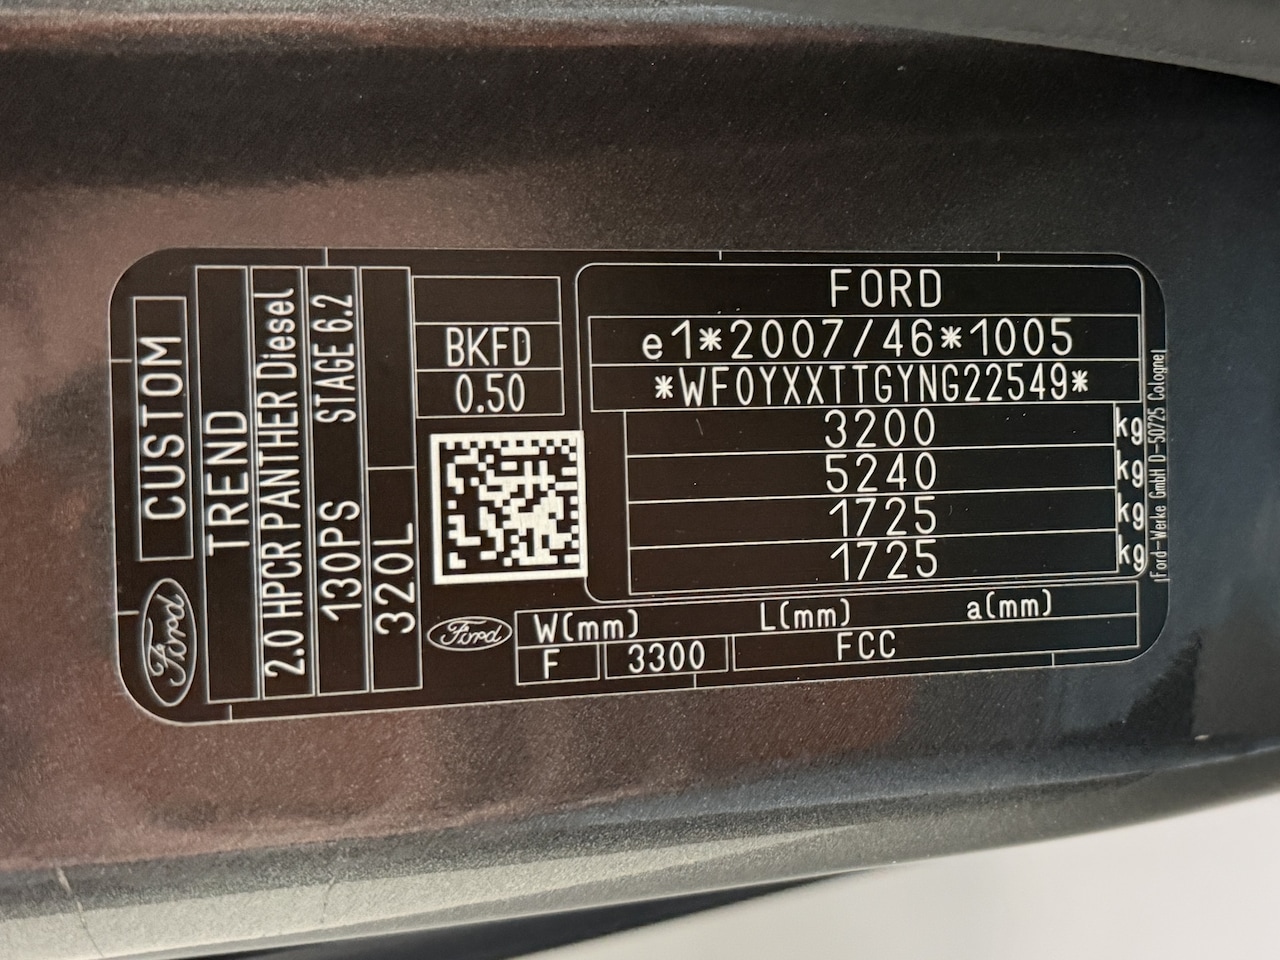 FORD
e1*2007/46*1005
*WF0YXXTTGYNG22549*
3200 kg
5240 kg
1725 kg
1725 kg
W(mm) L(mm) a(mm)
F 3300 FCC
Ford
BKFD
0.50
Ford CUSTOM
TREND
2.0 HPCR PANTHER Diesel
130PS STAGE 6.2
320L
Ford-Werke GmbH D-50725 Cologne